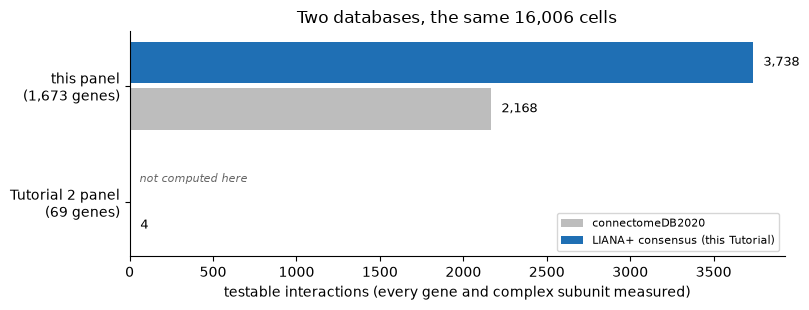 Two databases, the same 16,006 cells
this panel
(1,673 genes)
3,738
2,168
Tutorial 2 panel
(69 genes)
not computed here
4
connectomeDB2020
LIANA+ consensus (this Tutorial)
0 500 1000 1500 2000 2500 3000 3500
testable interactions (every gene and complex subunit measured)